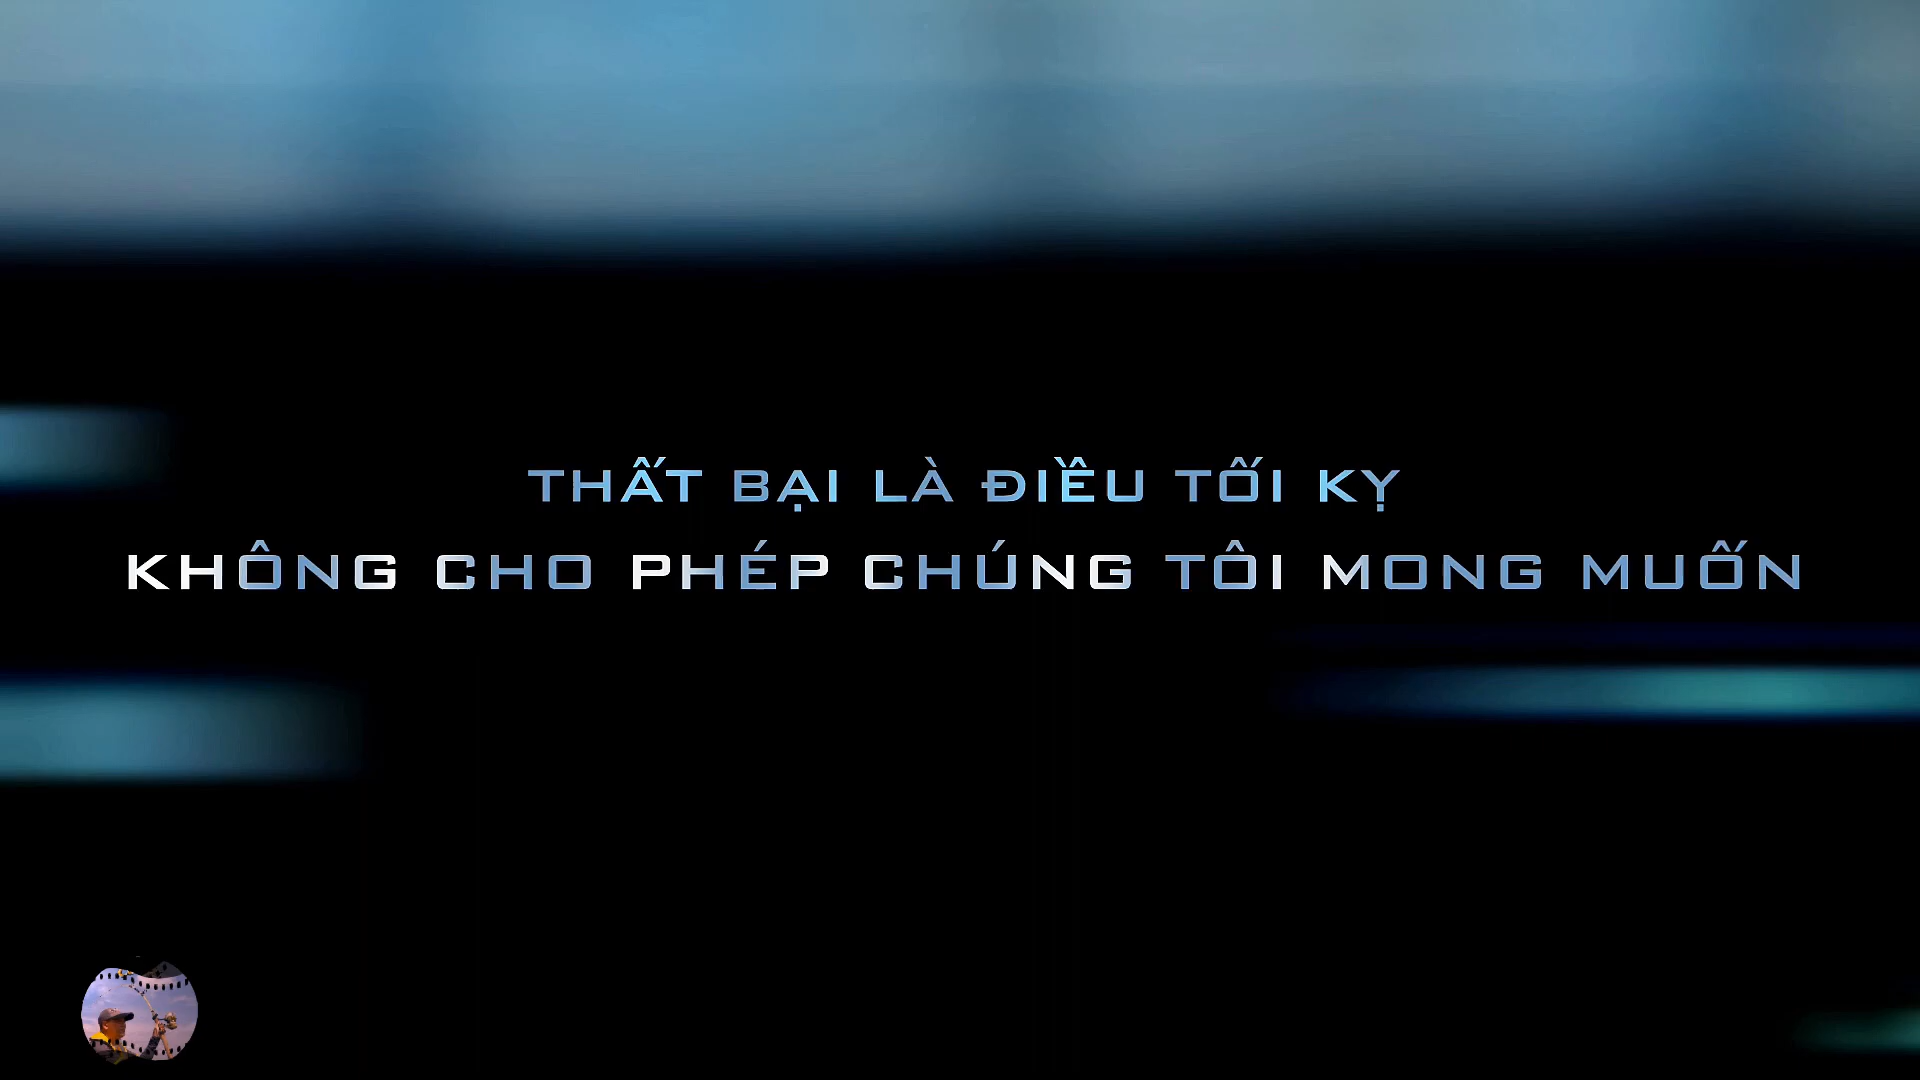 THẤT BẠI LÀ ĐIỀU TỐI KỴ
KHÔNG CHO PHÉP CHÚNG TÔI MONG MUỐN